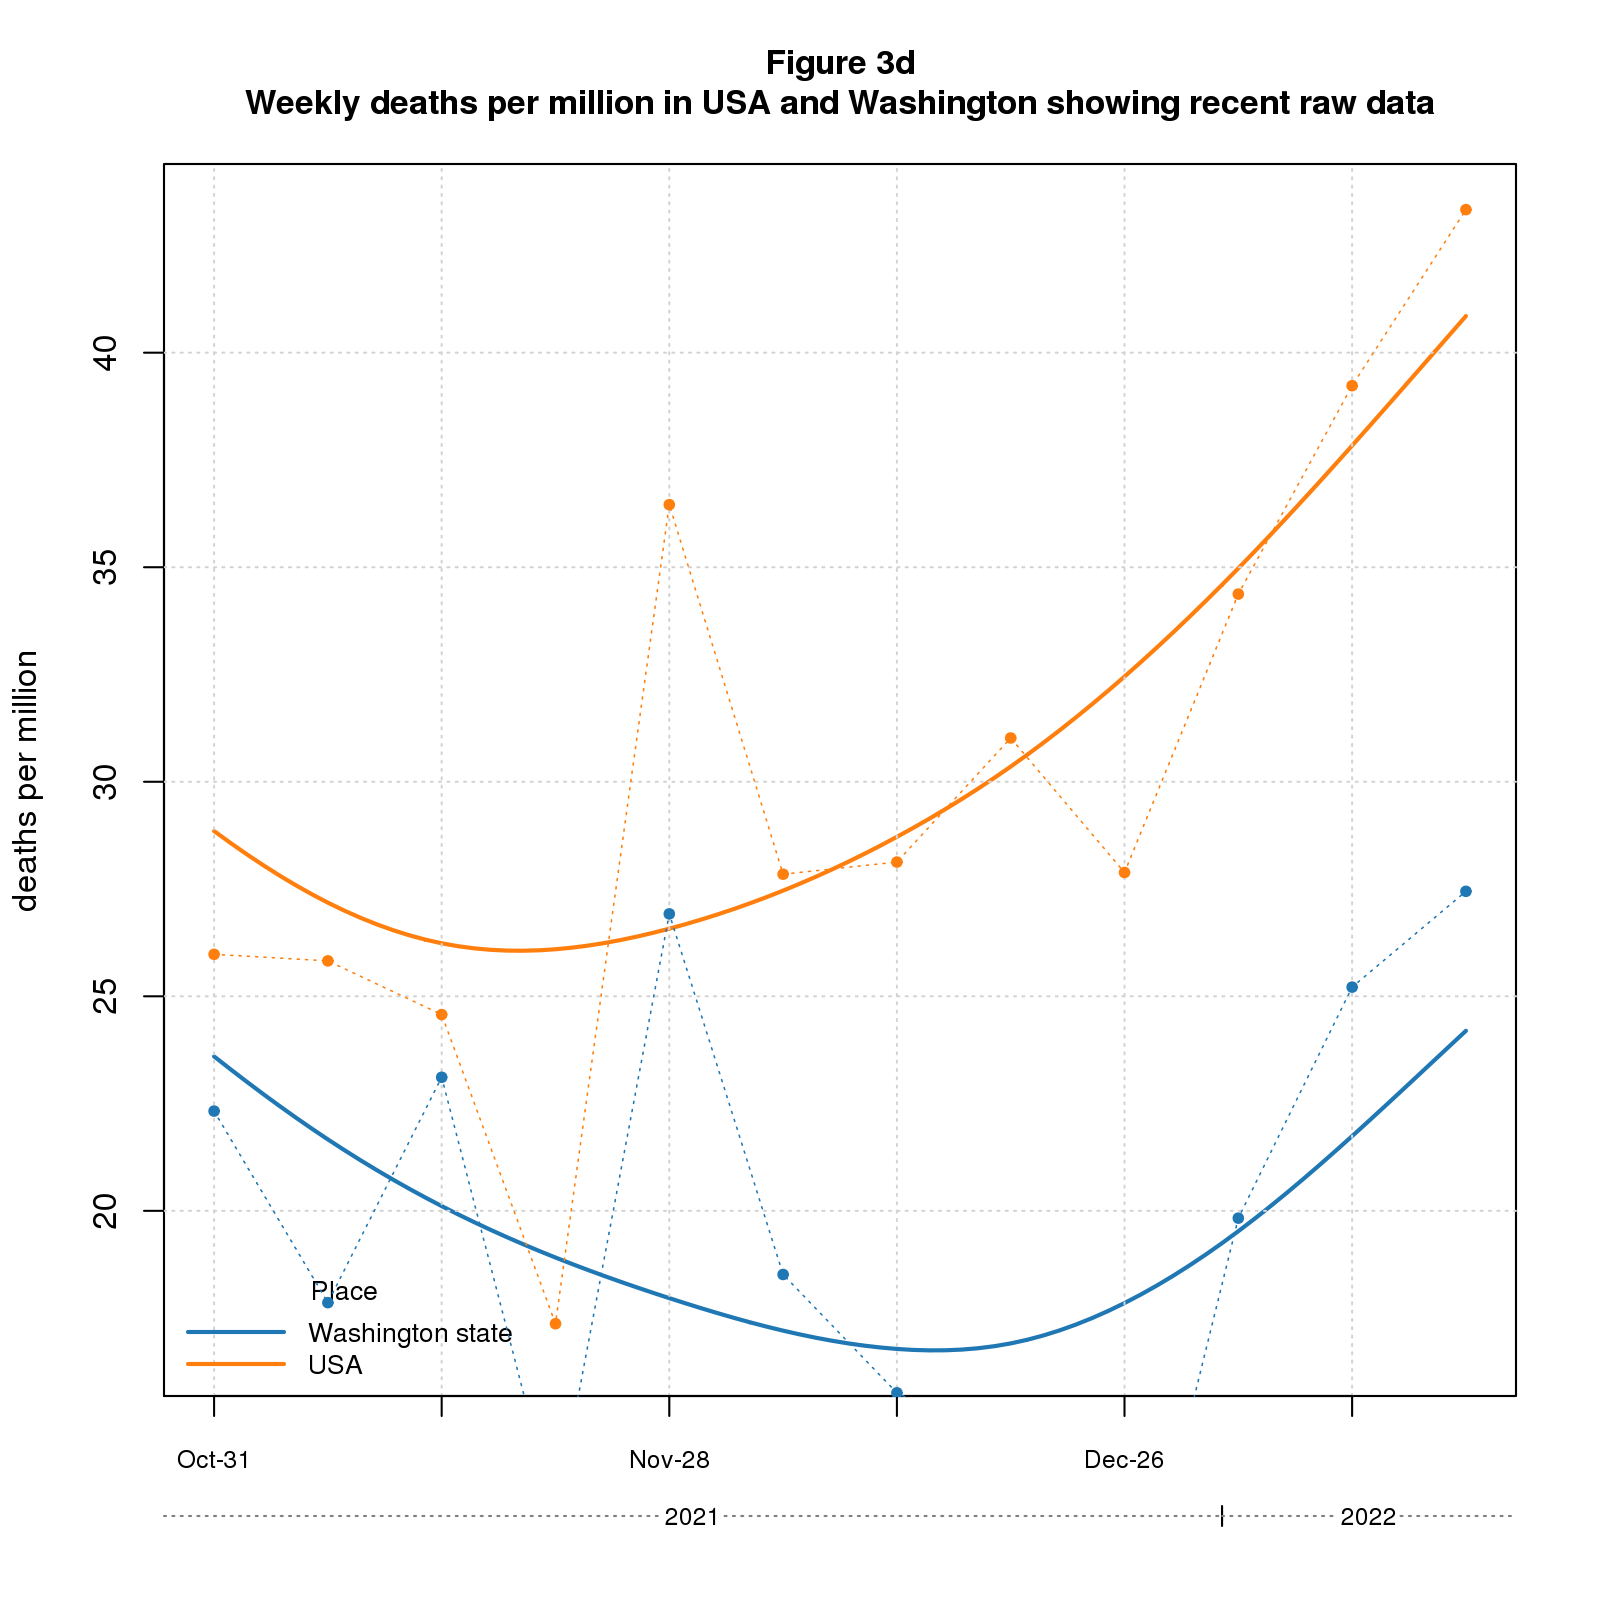 Figure 3d
Weekly deaths per million in USA and Washington showing recent raw data
deaths per million
40
35
30
25
20
Place
Washington state
USA
Oct-31
Nov-28
Dec-26
2021
2022